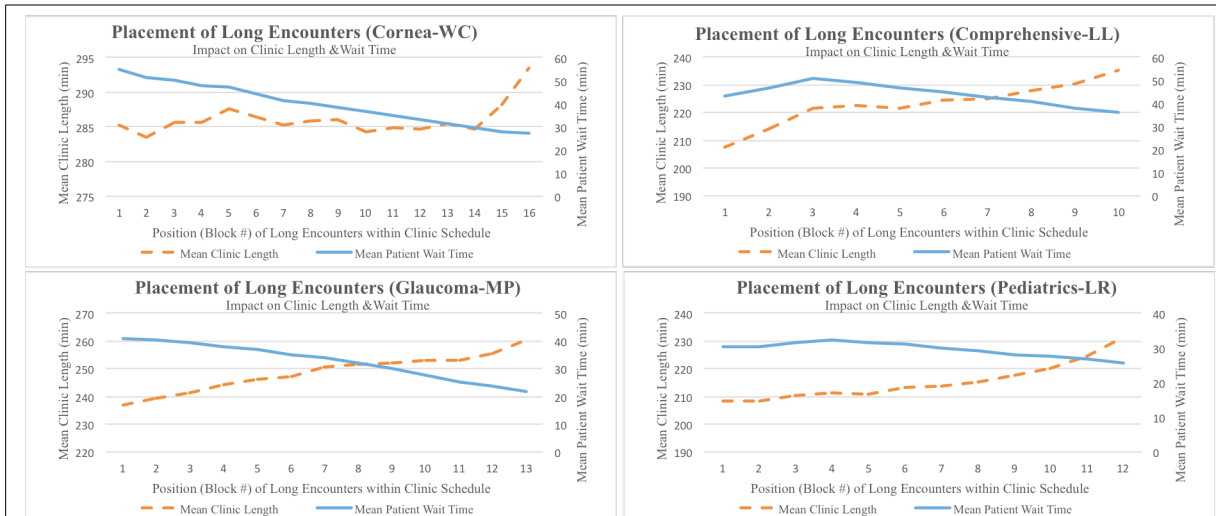 Placement of Long Encounters (Cornea-WC)
Impact on Clinic Length &Wait Time
Mean Clinic Length (min)
295
290
285
280
275
60
50
40
30
20
10
0
Mean Patient Wait Time (min)
1 2 3 4 5 6 7 8 9 10 11 12 13 14 15 16
Position (Block #) of Long Encounters within Clinic Schedule
Mean Clinic Length Mean Patient Wait Time
Placement of Long Encounters (Comprehensive-LL)
Impact on Clinic Length &Wait Time
Mean Clinic Length (min)
240
230
220
210
200
190
60
50
40
30
20
10
0
Mean Patient Wait Time (min)
1 2 3 4 5 6 7 8 9 10
Position (Block #) of Long Encounters within Clinic Schedule
Mean Clinic Length Mean Patient Wait Time
Placement of Long Encounters (Glaucoma-MP)
Impact on Clinic Length &Wait Time
Mean Clinic Length (min)
270
260
250
240
230
220
50
40
30
20
10
0
Mean Patient Wait Time (min)
1 2 3 4 5 6 7 8 9 10 11 12 13
Position (Block #) of Long Encounters within Clinic Schedule
Mean Clinic Length Mean Patient Wait Time
Placement of Long Encounters (Pediatrics-LR)
Impact on Clinic Length &Wait Time
Mean Clinic Length (min)
240
230
220
210
200
190
40
30
20
10
0
Mean Patient Wait Time (min)
1 2 3 4 5 6 7 8 9 10 11 12
Position (Block #) of Long Encounters within Clinic Schedule
Mean Clinic Length Mean Patient Wait Time